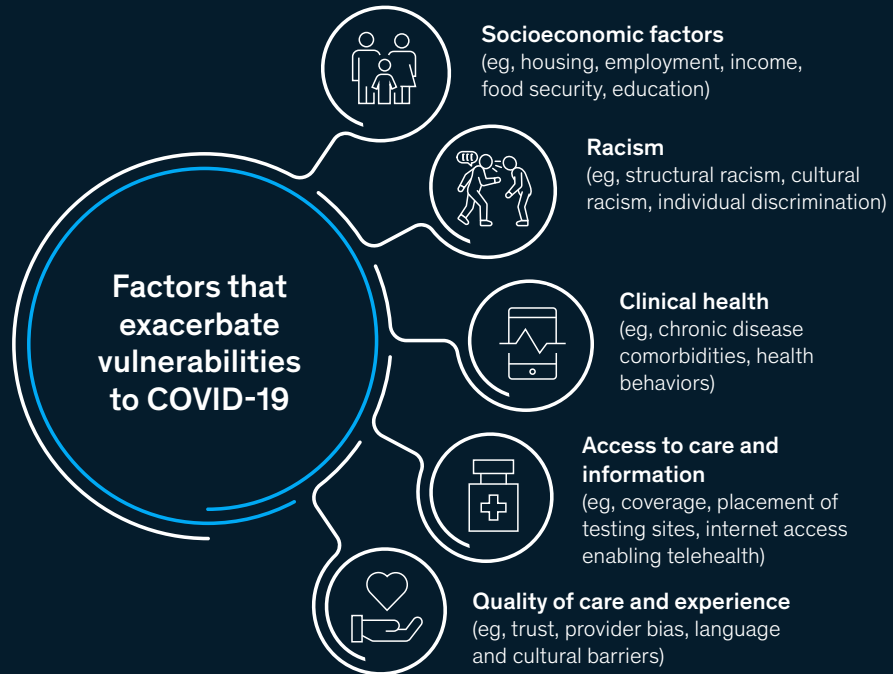 Factors that
exacerbate
vulnerabilities
to COVID-19
Socioeconomic factors
(eg, housing, employment, income,
food security, education)
Racism
(eg, structural racism, cultural
racism, individual discrimination)
Clinical health
(eg, chronic disease
comorbidities, health
behaviors)
Access to care and
information
(eg, coverage, placement of
testing sites, internet access
enabling telehealth)
Quality of care and experience
(eg, trust, provider bias, language
and cultural barriers)